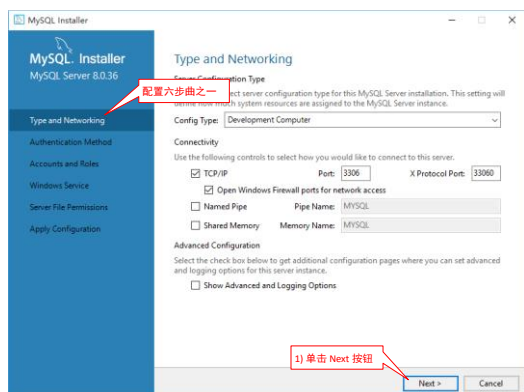 MySQL Installer
MySQL. Installer
MySQL Server 8.0.36
配置六步曲之一
Type and Networking
Authentication Method
Accounts and Roles
Windows Service
Server File Permissions
Apply Configuration
Type and Networking
Server Configuration Type
ect server configuration type for this MySQL Server installation. This setting will
define how much system resources are assigned to the MySQL Server instance.
Config Type: Development Computer
Connectivity
Use the following controls to select how you would like to connect to this server.
TCP/IP Port: 3306 X Protocol Port: 33060
Open Windows Firewall ports for network access
Named Pipe Pipe Name: MYSQL
Shared Memory Memory Name: MYSQL
Advanced Configuration
Select the check box below to get additional configuration pages where you can set advanced
and logging options for this server instance.
Show Advanced and Logging Options
1) 单击 Next 按钮
Next > Cancel